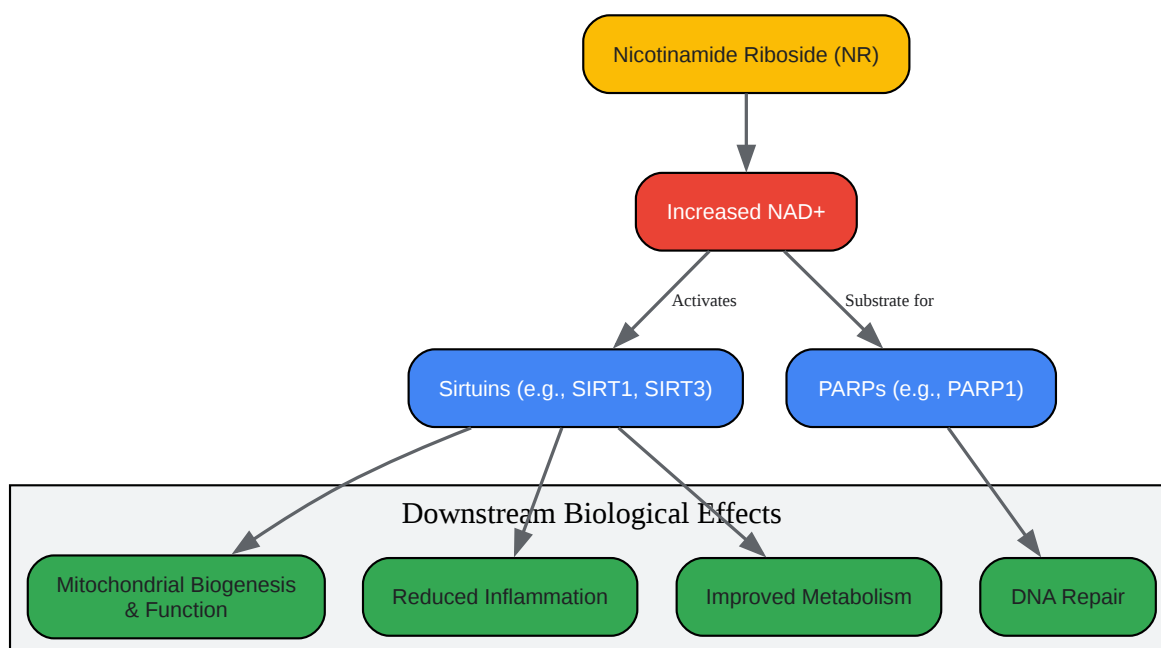 Nicotinamide Riboside (NR)
Increased NAD+
Activates
Substrate for
Sirtuins (e.g., SIRT1, SIRT3)
PARPs (e.g., PARP1)
Downstream Biological Effects
Mitochondrial Biogenesis
& Function
Reduced Inflammation
Improved Metabolism
DNA Repair